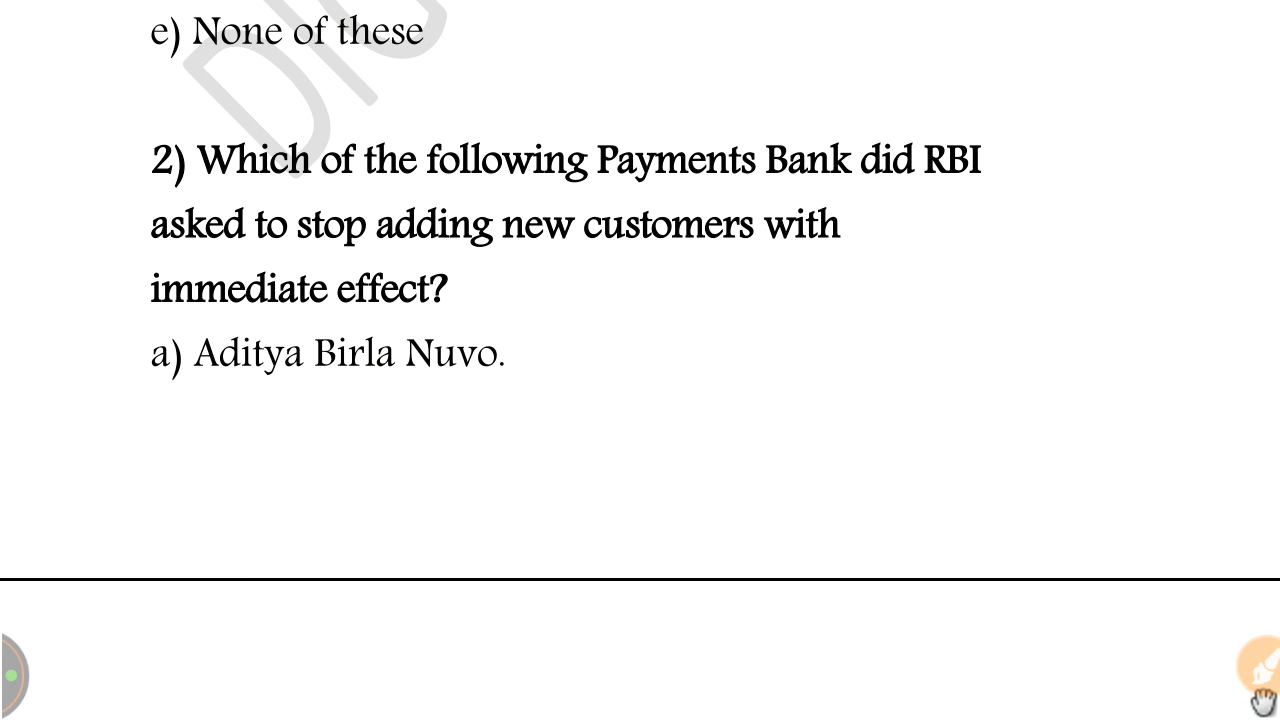 e) None of these
2) Which of the following Payments Bank did RBI
asked to stop adding new customers with
immediate effect?
a) Aditya Birla Nuvo.